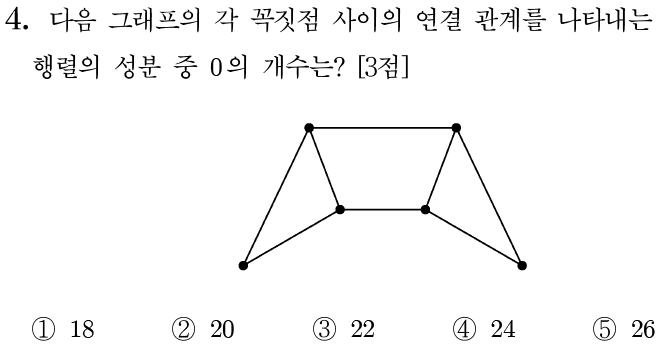 4. 다음 그래프의 각 꼭짓점 사이의 연결 관계를 나타내는
행렬의 성분 중 0의 개수는? [3점]
① 18 ② 20 ③ 22 ④ 24 ⑤ 26